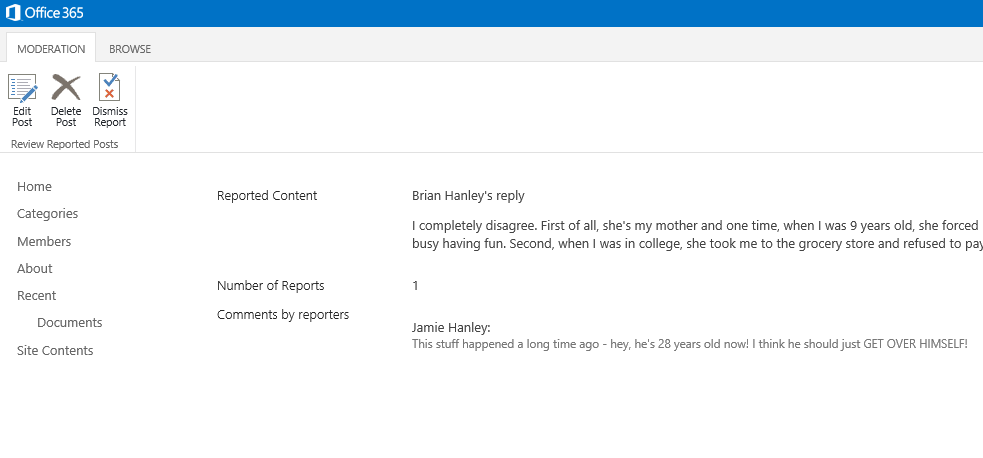 Office 365
MODERATION BROWSE
Edit Post
Delete Post
Dismiss Report
Review Reported Posts
Home
Categories
Members
About
Recent
Documents
Site Contents
Reported Content
Brian Hanley's reply
I completely disagree. First of all, she's my mother and one time, when I was 9 years old, she forced
busy having fun. Second, when I was in college, she took me to the grocery store and refused to pay
Number of Reports
1
Comments by reporters
Jamie Hanley:
This stuff happened a long time ago - hey, he's 28 years old now! I think he should just GET OVER HIMSELF!